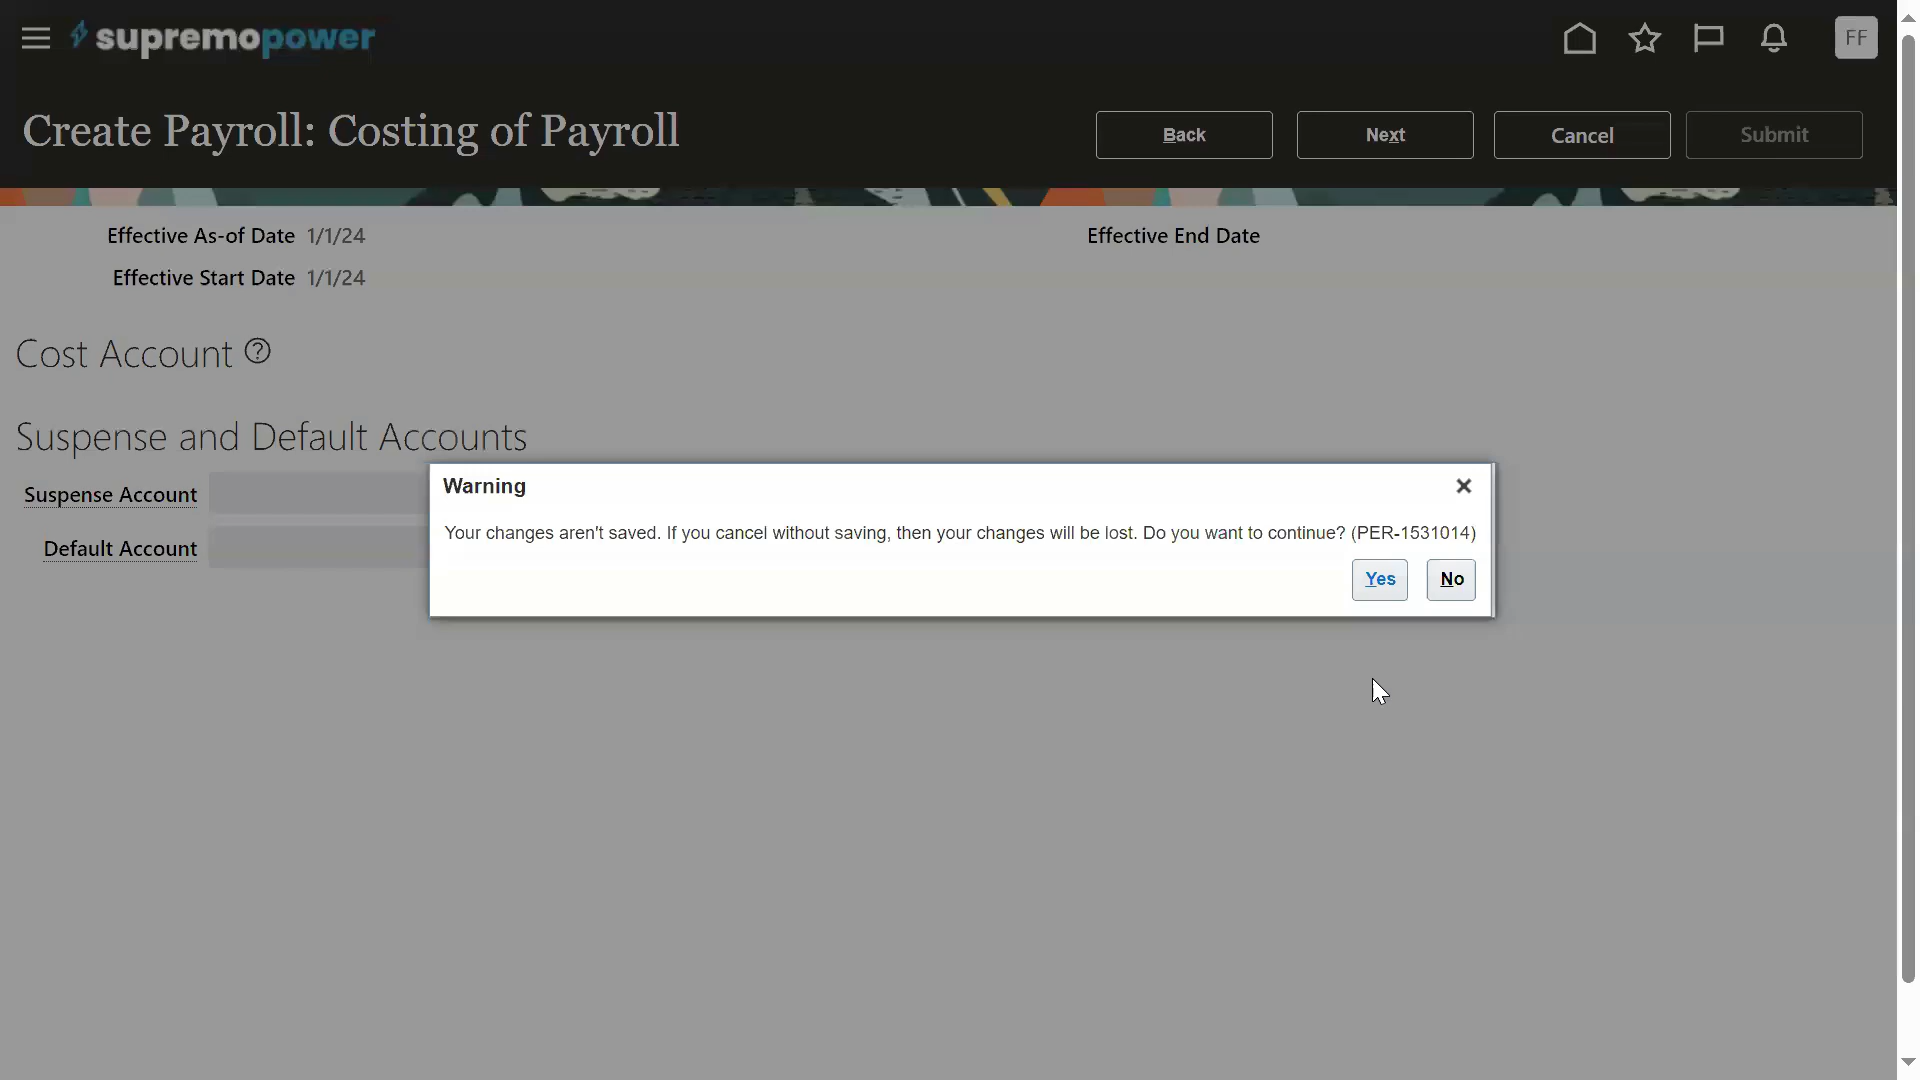 supremopower
FF
Create Payroll: Costing of Payroll
Back
Next
Cancel
Submit
Effective As-of Date 1/1/24
Effective End Date
Effective Start Date 1/1/24
Cost Account ?
Suspense and Default Accounts
Suspense Account
Default Account
Warning
Your changes aren't saved. If you cancel without saving, then your changes will be lost. Do you want to continue? (PER-1531014)
Yes
No